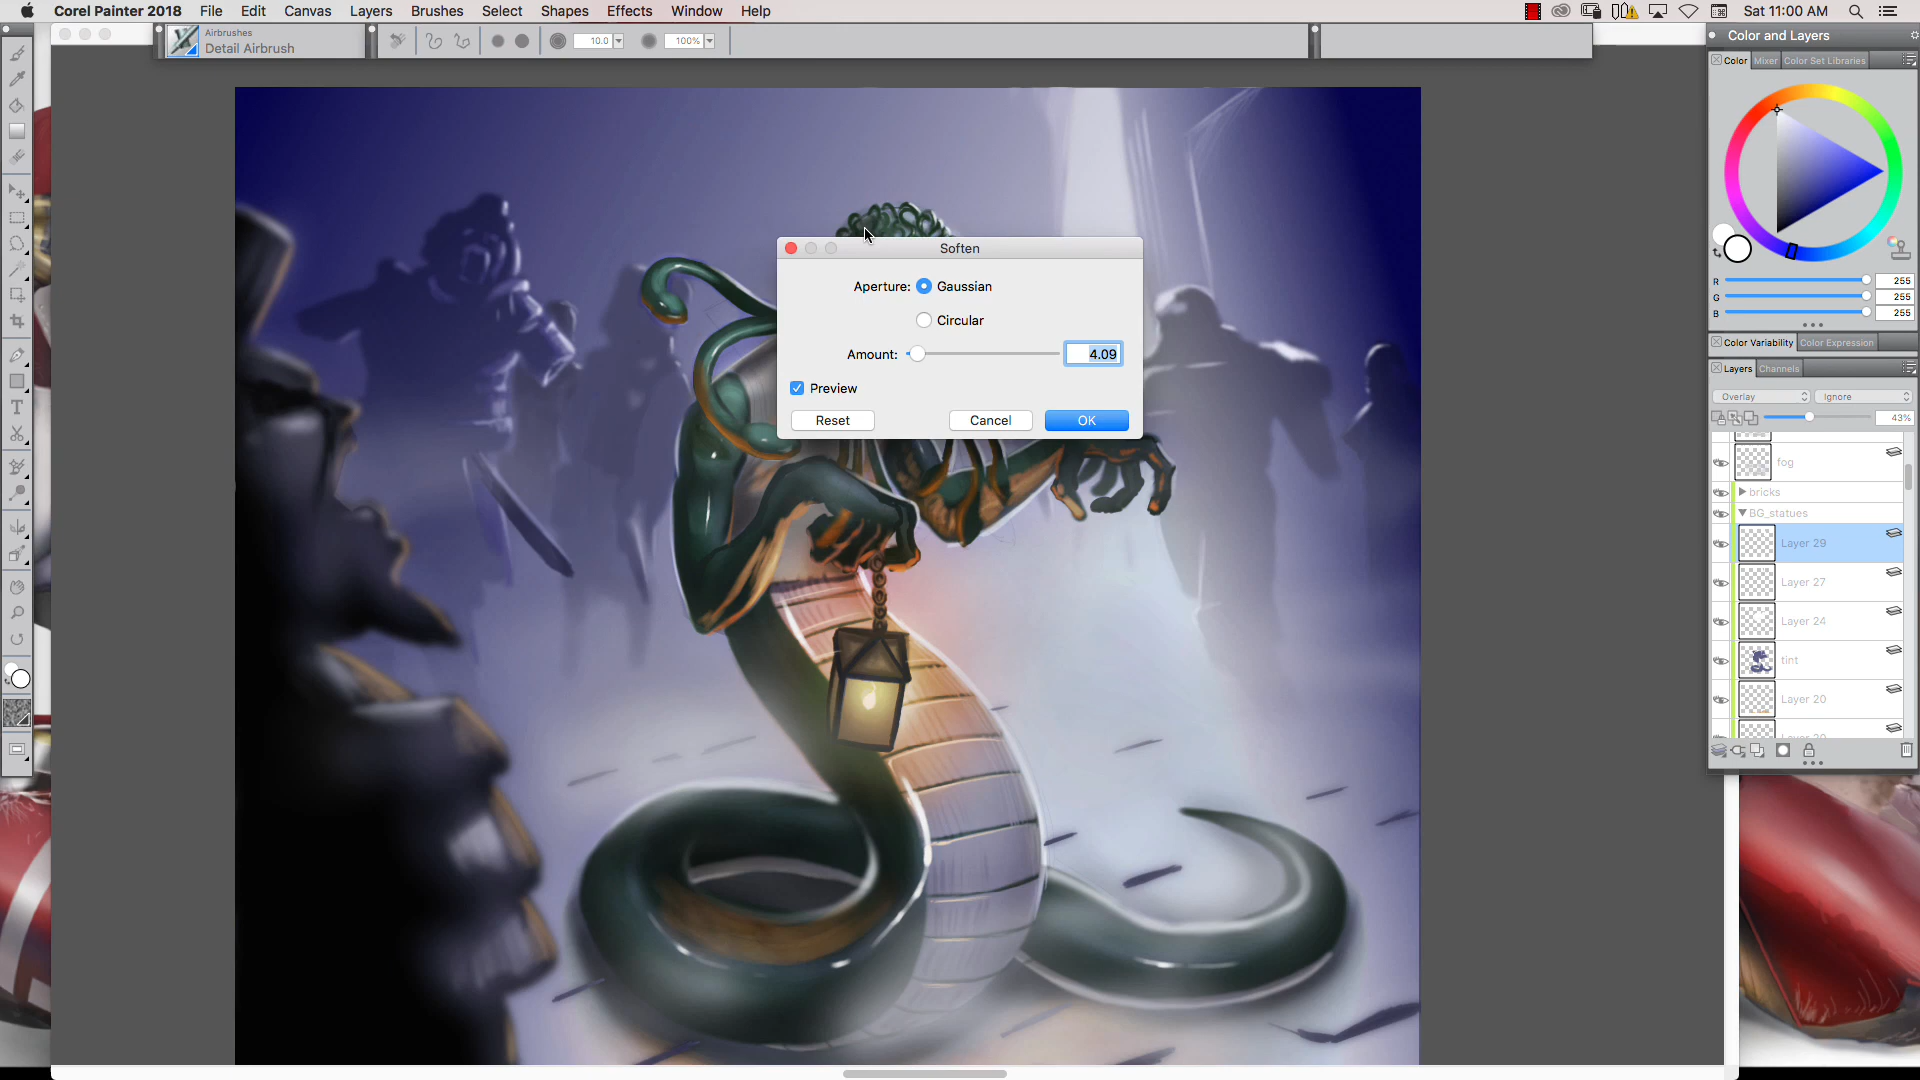 Corel Painter 2018 File Edit Canvas Layers Brushes Select Shapes Effects Window Help Sat 11:00 AM
Airbrushes
Detail Airbrush
10.0 100%
Color and Layers
Color Mixer Color Set Libraries
R 255
G 255
B 255
Color Variability Color Expression
Layers Channels
Overlay Ignore
43%
fog
bricks
BG_statues
Layer 29
Layer 27
Layer 24
tint
Layer 20
Soften
Aperture: Gaussian
Circular
Amount: 4.09
Preview
Reset Cancel OK